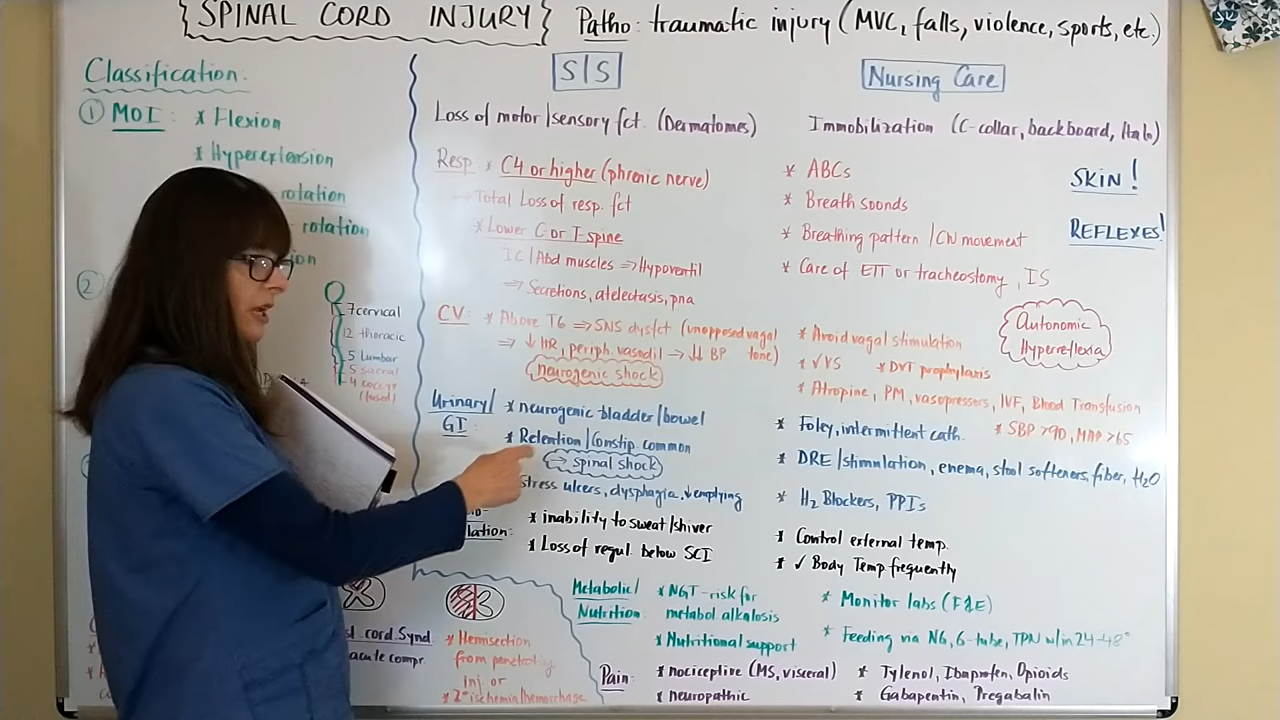 SPINAL CORD INJURY
Patho: traumatic injury (MVC, falls, violence, sports, etc.)
Classification:
① MOI: * Flexion
* Hyperextension
rotation
rotation
ion
②
7 cervical
12 thoracic
5 lumbar
5 sacral
4 coccyx
(fused)
l cord Synd.
acute compr.
* Hemisection
from penetratig
inj or
* 2° ischemia/hemorrhage
S|S
Loss of motor/sensory fct. (Dermatomes)
Resp * C4 or higher (phrenic nerve)
⇒ Total Loss of resp. fct
* Lower C or T-spine
IC / Abd muscles ⇒ Hypoventil
⇒ Secretions, atelectasis, pna
CV: * Above T6 ⇒ SNS dysfct (unopposed vagal tone)
⇒ ↓ HR, periph. vasodil → ↓↓ BP
neurogenic shock
Urinary/ GI: * neurogenic bladder/bowel
* Retention/Constip. common
⇒ spinal shock
stress ulcers, dysphagia, ↓emptying
lation: * inability to sweat/shiver
* Loss of regul. below SCI
Metabolic/ Nutrition: * NGT-risk for
metabol alkalosis
* Nutritional support
Pain: * nociceptive (MS, visceral)
* neuropathic
Nursing Care
Immobilization (C-collar, backboard, Halo)
* ABCs
* Breath sounds
* Breathing pattern / CW movement
* Care of ETT or tracheostomy, IS
SKIN!
REFLEXES!
Autonomic
Hyperreflexia
* Avoid vagal stimulation
* √VS * DVT prophylaxis
* Atropine, PM, vasopressors, IVF, Blood Transfusion
* Foley, intermittent cath. * SBP >90, MAP >65
* DRE/stimulation, enema, stool softeners, fiber, H2O
* H2 Blockers, PPIs
* Control external temp.
* √ Body Temp frequently
* Monitor labs (F&E)
* Feeding via NG, G-tube, TPN w/in 24-48°
* Tylenol, Ibuprofen, Opioids
* Gabapentin, Pregabalin